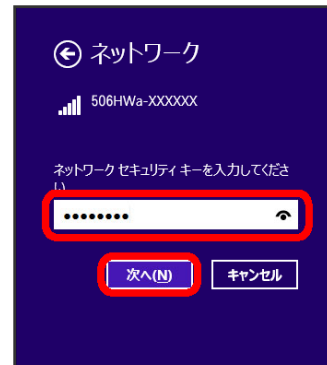 ネットワーク
506HWa-XXXXXX
ネットワーク セキュリティ キーを入力してくださ
い
••••••••
次へ(N)
キャンセル